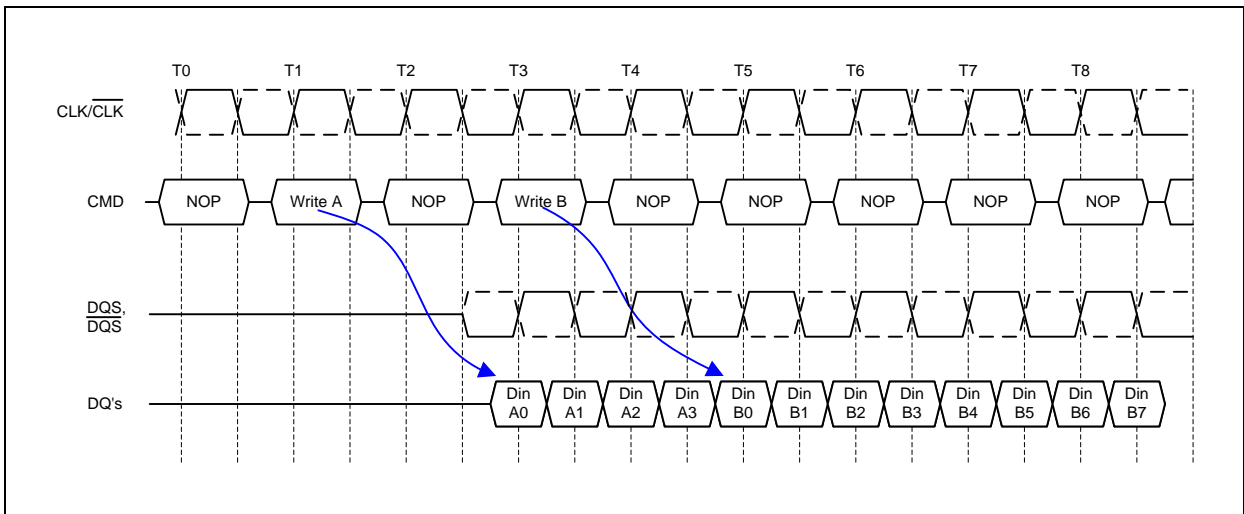 T0 T1 T2 T3 T4 T5 T6 T7 T8
CLK/CLK
CMD NOP Write A NOP Write B NOP NOP NOP NOP NOP
DQS,
DQS
DQ's Din A0 Din A1 Din A2 Din A3 Din B0 Din B1 Din B2 Din B3 Din B4 Din B5 Din B6 Din B7